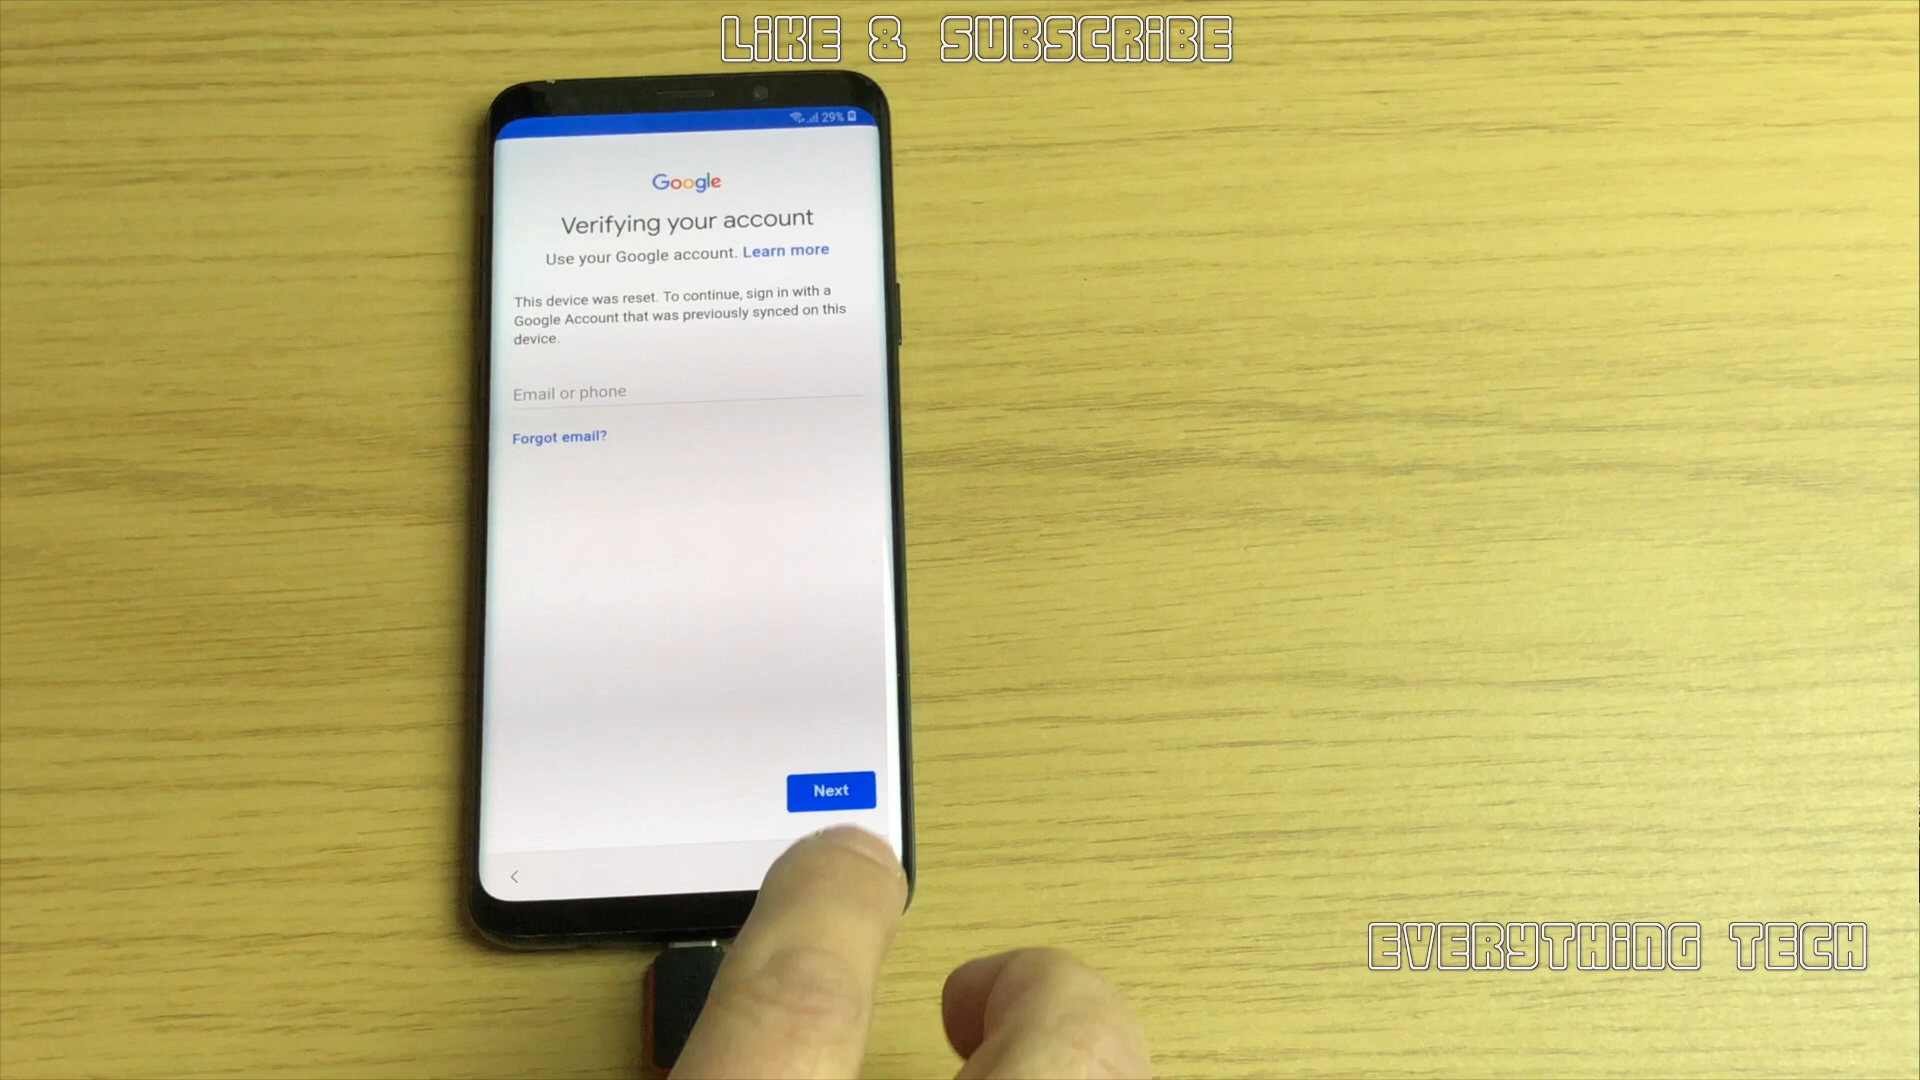 LIKE & SUBSCRIBE
29%
Google
Verifying your account
Use your Google account. Learn more
This device was reset. To continue, sign in with a
Google Account that was previously synced on this
device.
Email or phone
Forgot email?
Next
EVERYTHING TECH